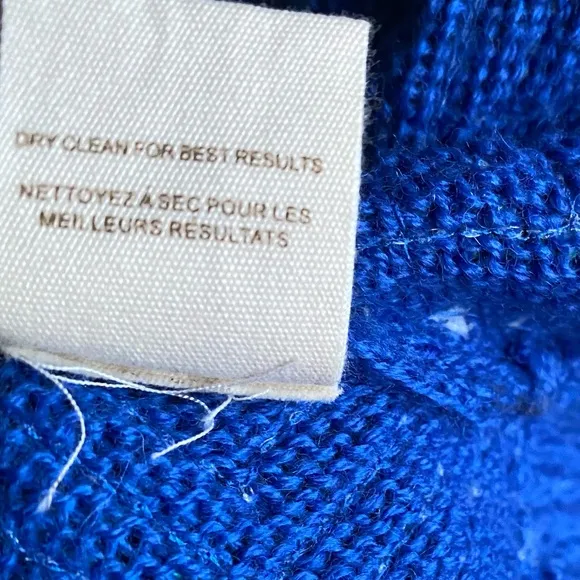 DRY CLEAN FOR BEST RESULTS
NETTOYEZ A SEC POUR LES
MEILLEURS RESULTATS